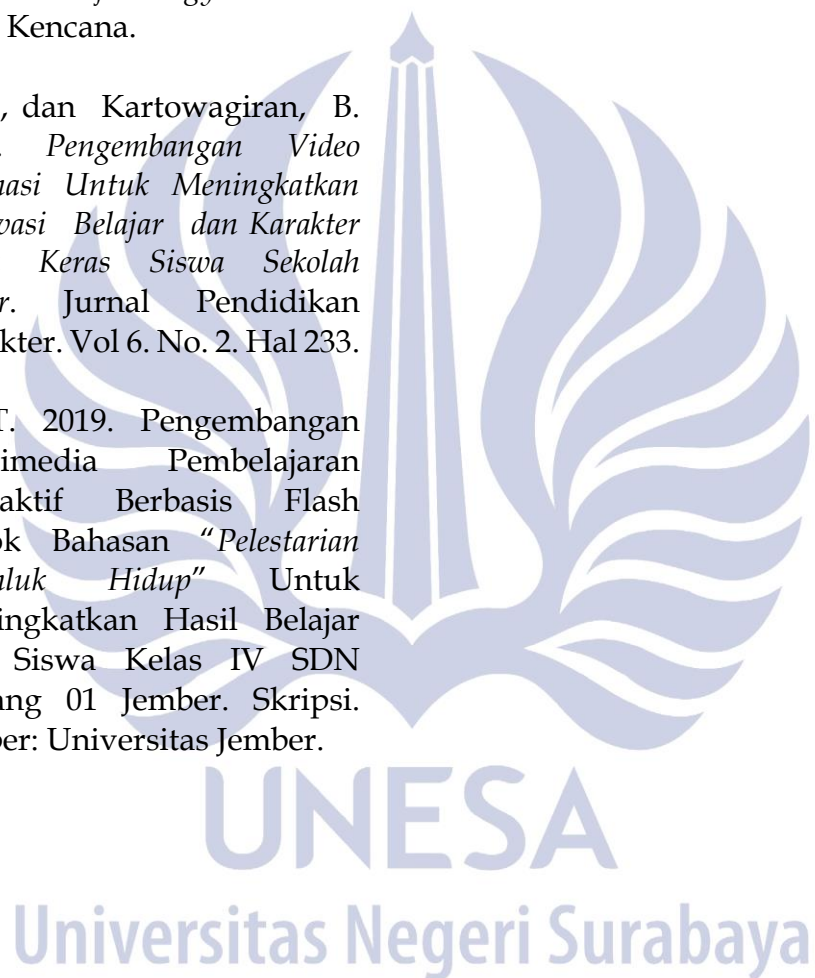 Kencana.
, dan Kartowagiran, B.
. Pengembangan Video
nasi Untuk Meningkatkan
vasi Belajar dan Karakter
Keras Siswa Sekolah
r. Jurnal Pendidikan
kter. Vol 6. No. 2. Hal 233.
T. 2019. Pengembangan
imedia Pembelajaran
aktif Berbasis Flash
ok Bahasan “Pelestarian
luk Hidup” Untuk
ingkatkan Hasil Belajar
Siswa Kelas IV SDN
ang 01 Jember. Skripsi.
ber: Universitas Jember.
UNESA
Universitas Negeri Surabaya